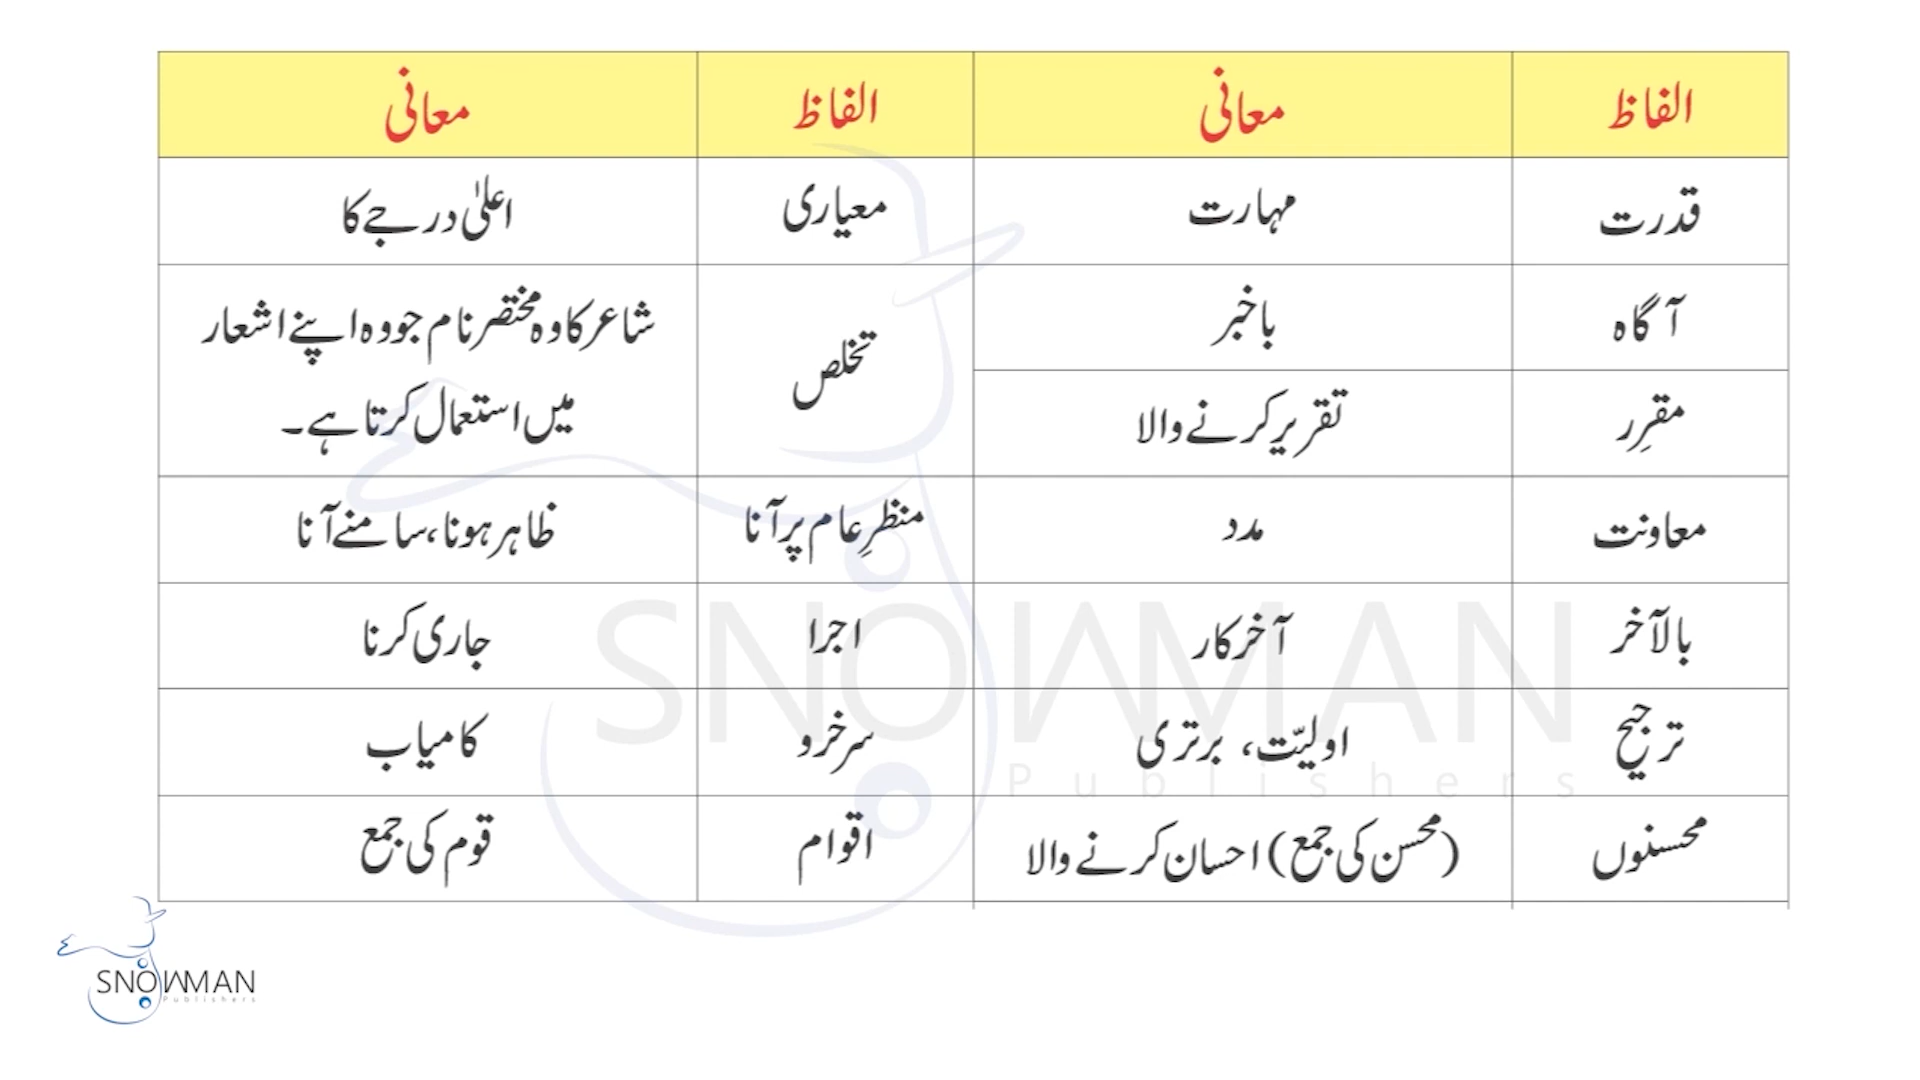 الفاظ معانی الفاظ معانی
قدرت مہارت معیاری اعلیٰ درجے کا
آگاہ باخبر تخلص شاعر کا وہ مختصر نام جو وہ اپنے اشعار
میں استعمال کرتا ہے۔
مقرِر تقریر کرنے والا
معاونت مدد منظرِعام پر آنا ظاہر ہونا، سامنے آنا
بالآخر آخرکار اجرا جاری کرنا
ترجیح اولیّت، برتری سرخرو کامیاب
محسنوں (محسن کی جمع) احسان کرنے والا اقوام قوم کی جمع
SNOWMAN
Publishers
SNOWMAN
Publishers